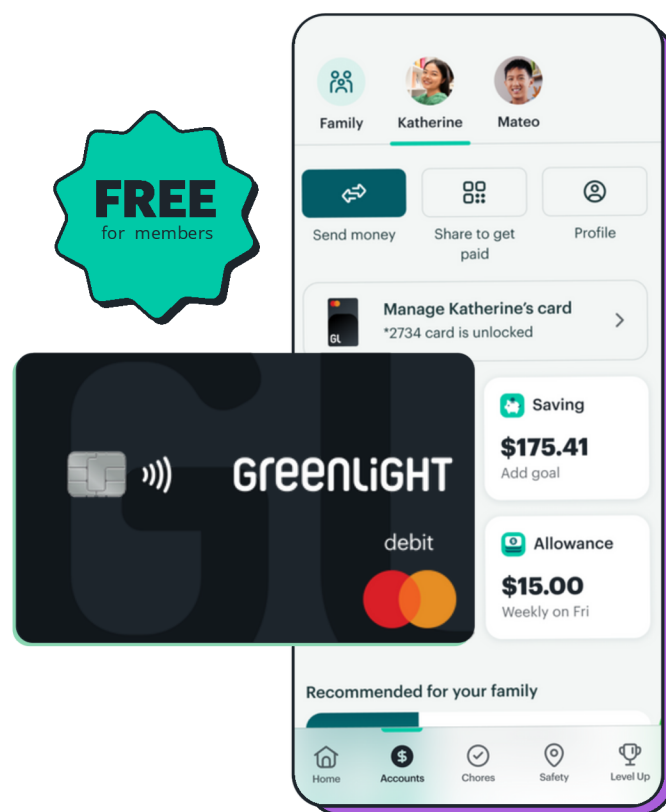 FREE
for members
Family
Katherine
Mateo
Send money
Share to get
paid
Profile
Manage Katherine's card
*2734 card is unlocked
GL
GL
GreenLiGHT
debit
Saving
$175.41
Add goal
Allowance
$15.00
Weekly on Fri
Recommended for your family
Home
Accounts
Chores
Safety
Level Up